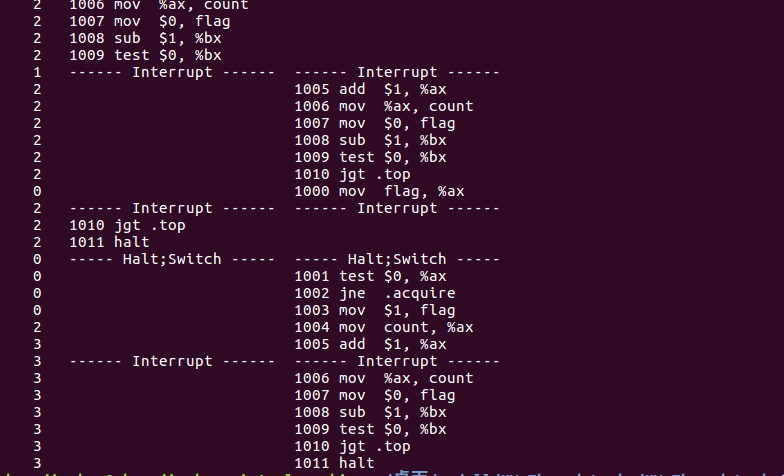 2   1006 mov  %ax, count
2   1007 mov  $0, flag
2   1008 sub  $1, %bx
2   1009 test $0, %bx
1   ------ Interrupt ------  ------ Interrupt ------
2                            1005 add  $1, %ax
2                            1006 mov  %ax, count
2                            1007 mov  $0, flag
2                            1008 sub  $1, %bx
2                            1009 test $0, %bx
2                            1010 jgt .top
0                            1000 mov  flag, %ax
2   ------ Interrupt ------  ------ Interrupt ------
2   1010 jgt .top
2   1011 halt
0   ----- Halt;Switch -----  ----- Halt;Switch -----
0                            1001 test $0, %ax
0                            1002 jne  .acquire
0                            1003 mov  $1, flag
2                            1004 mov  count, %ax
3                            1005 add  $1, %ax
3   ------ Interrupt ------  ------ Interrupt ------
3                            1006 mov  %ax, count
3                            1007 mov  $0, flag
3                            1008 sub  $1, %bx
3                            1009 test $0, %bx
3                            1010 jgt .top
3                            1011 halt